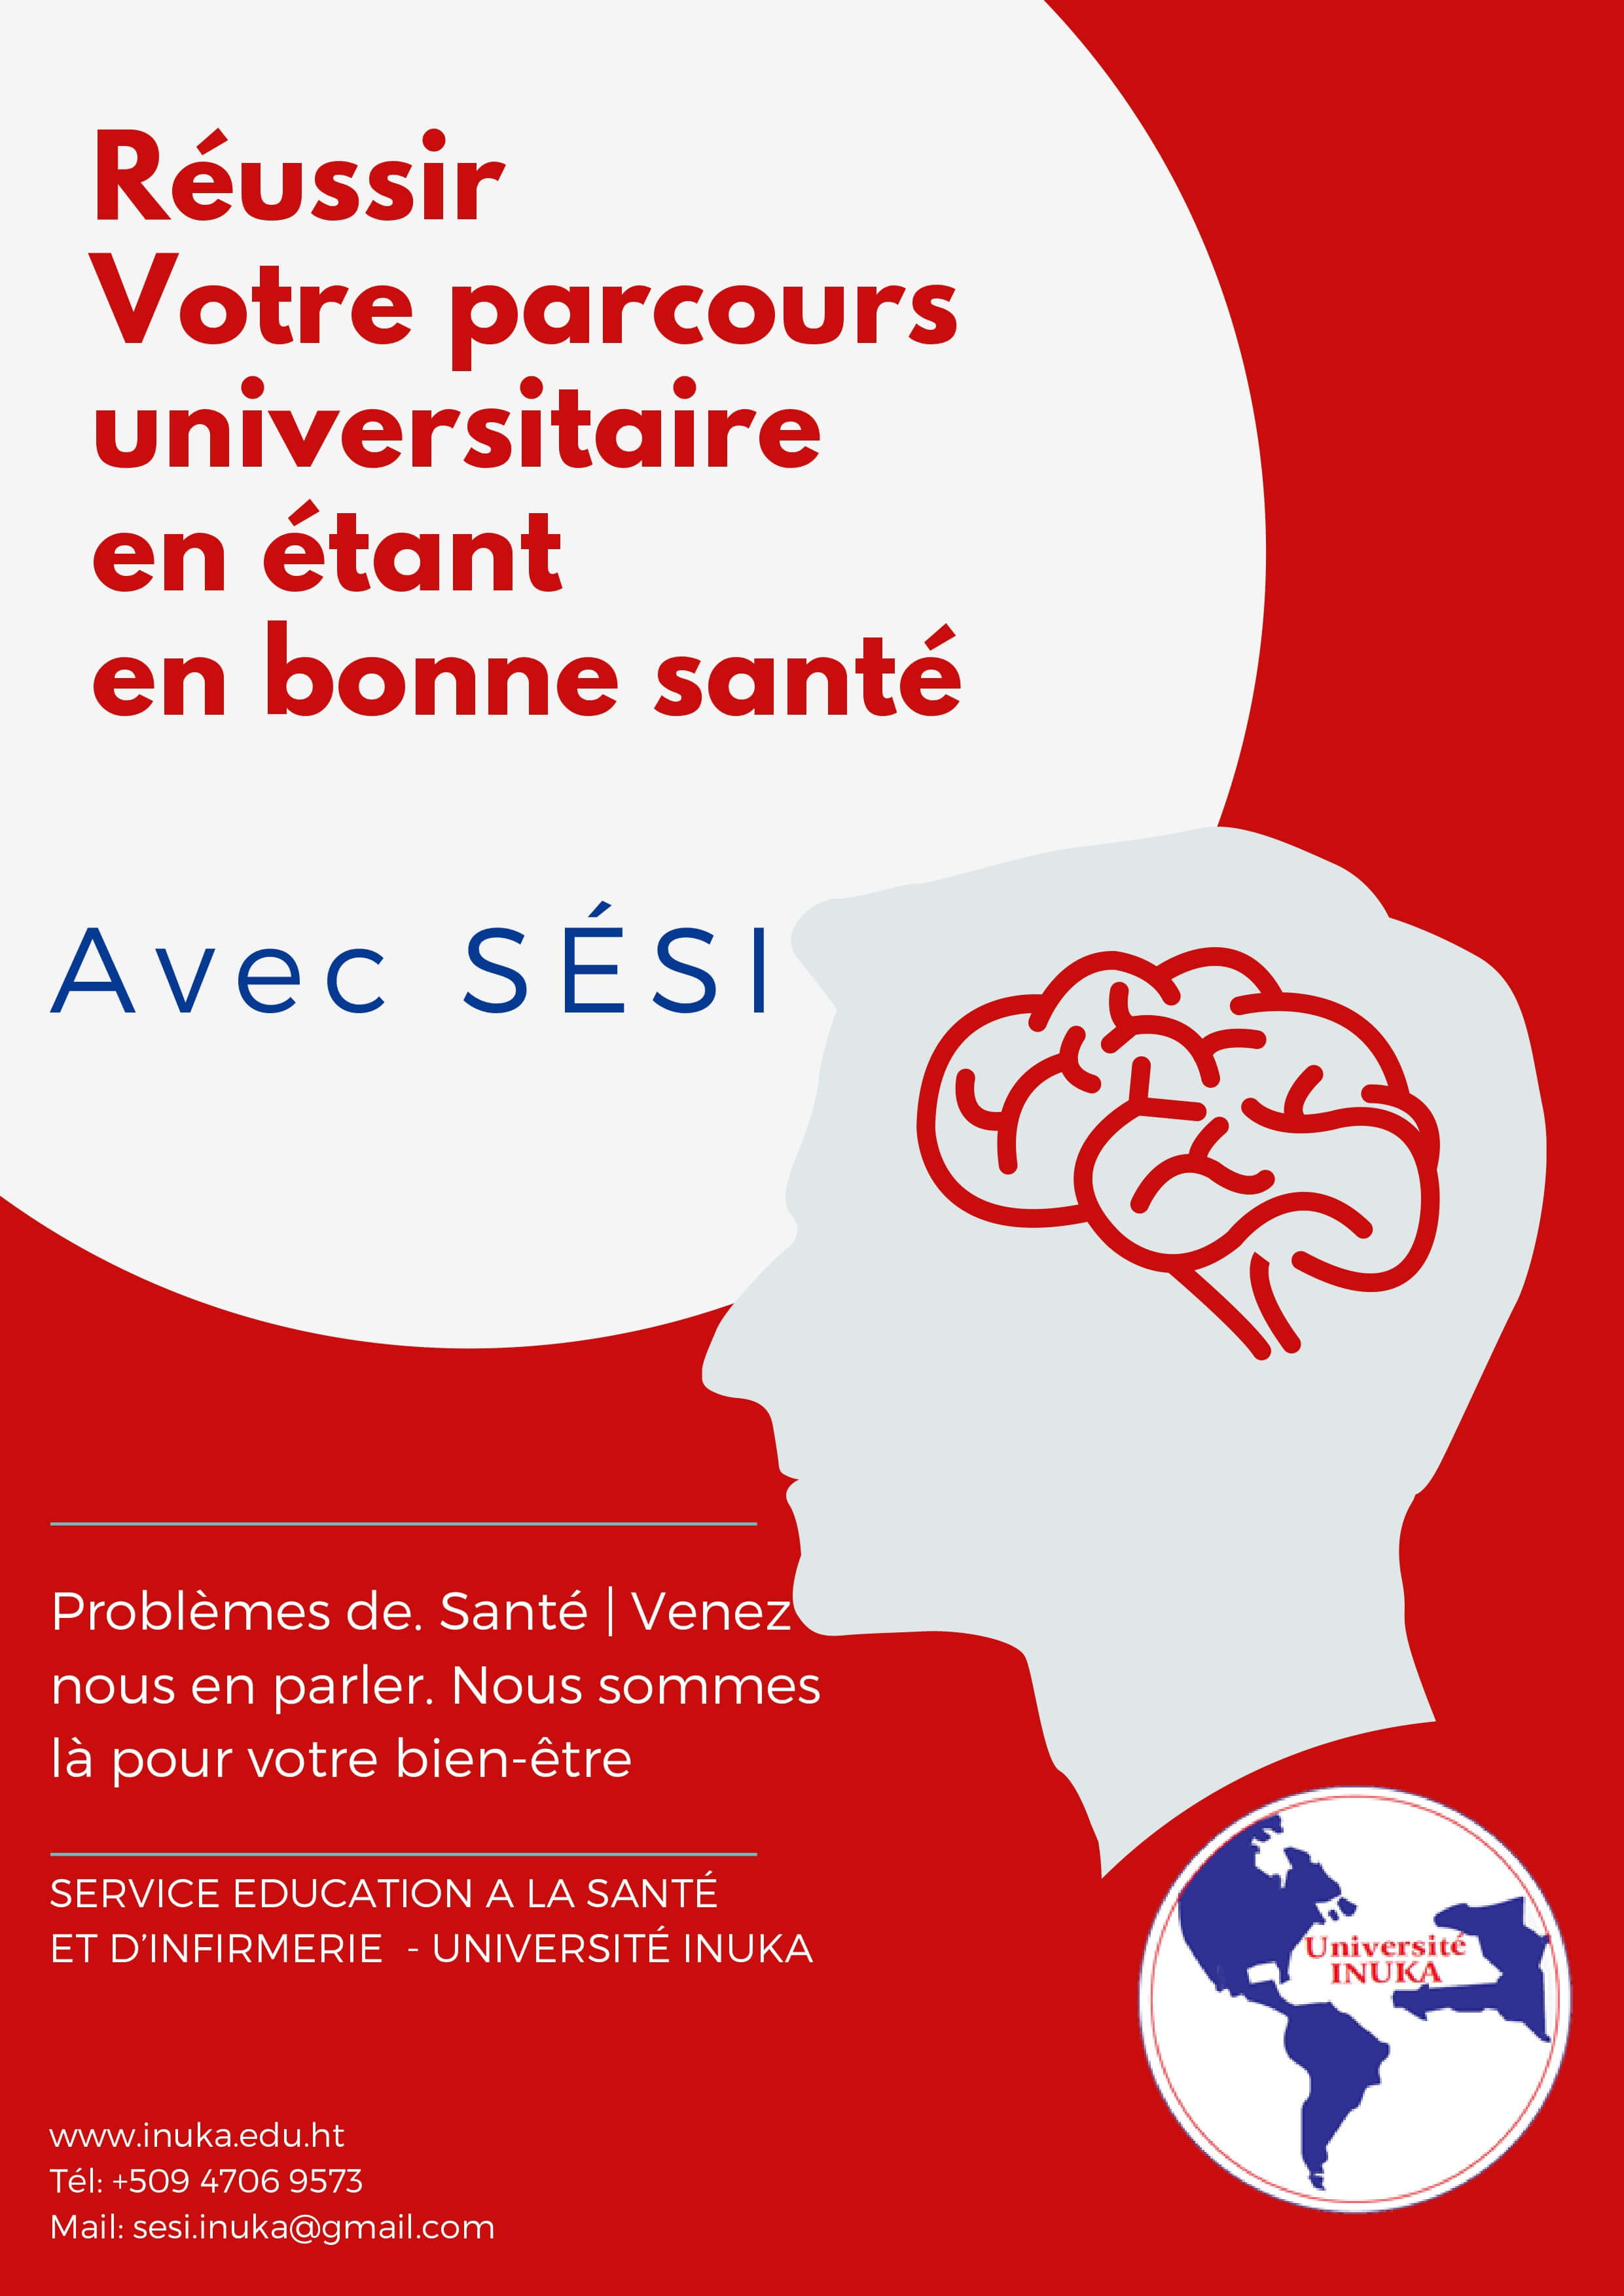 Réussir
Votre parcours
universitaire
en étant
en bonne santé
Avec SÉSI
Problèmes de. Santé | Venez
nous en parler. Nous sommes
là pour votre bien-être
SERVICE EDUCATION A LA SANTÉ
ET D'INFIRMERIE - UNIVERSITÉ INUKA
Université
INUKA
www.inuka.edu.ht
Tél: +509 4706 9573
Mail: sesi.inuka@gmail.com